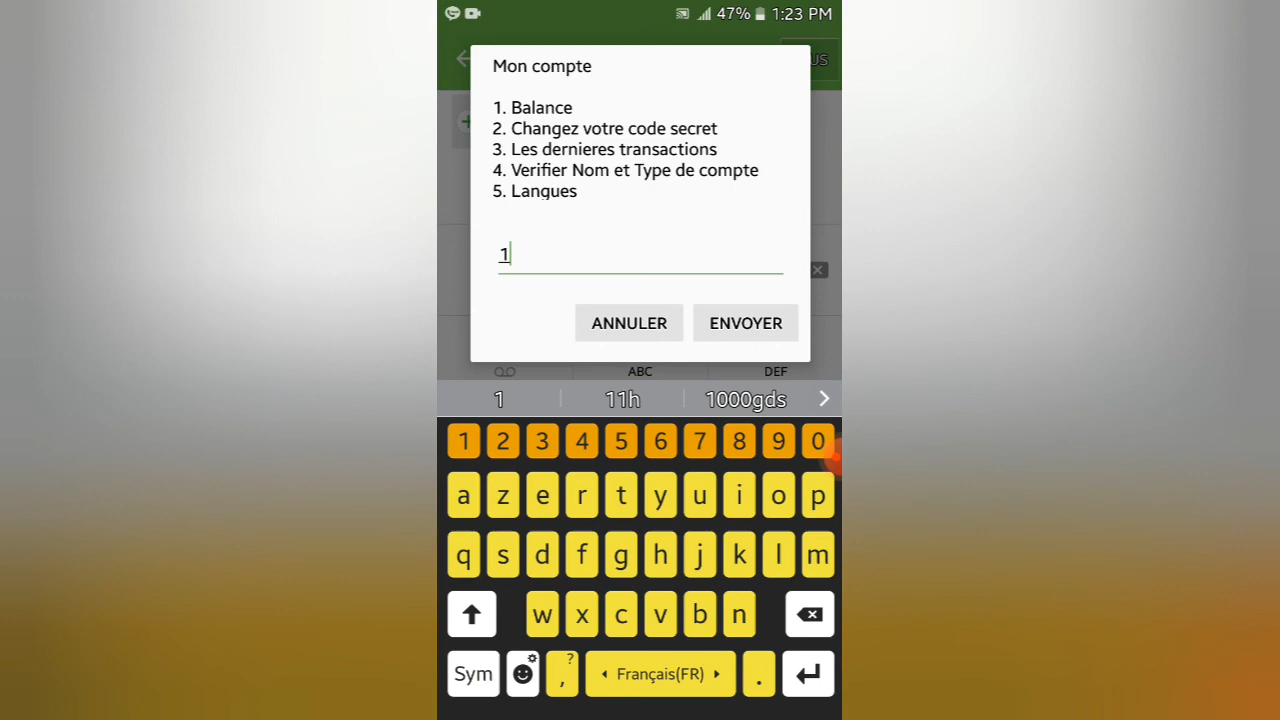 47% 1:23 PM
US
Mon compte
1. Balance
2. Changez votre code secret
3. Les dernieres transactions
4. Verifier Nom et Type de compte
5. Langues
1
ANNULER ENVOYER
ABC DEF
1 11h 1000gds
1 2 3 4 5 6 7 8 9 0
a z e r t y u i o p
q s d f g h j k l m
w x c v b n
Sym , ? Français(FR) .